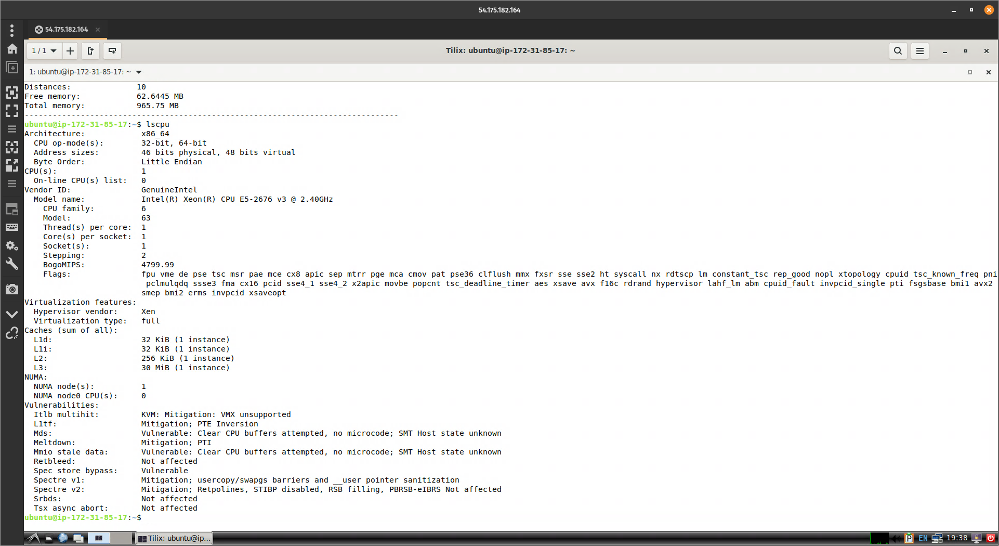 54.175.182.164
54.175.182.164
1 / 1
Tilix: ubuntu@ip-172-31-85-17: ~
1: ubuntu@ip-172-31-85-17: ~
Distances: 10
Free memory: 62.6445 MB
Total memory: 965.75 MB
--------------------------------------------------------------------------------
ubuntu@ip-172-31-85-17:~$ lscpu
Architecture: x86_64
CPU op-mode(s): 32-bit, 64-bit
Address sizes: 46 bits physical, 48 bits virtual
Byte Order: Little Endian
CPU(s): 1
On-line CPU(s) list: 0
Vendor ID: GenuineIntel
Model name: Intel(R) Xeon(R) CPU E5-2676 v3 @ 2.40GHz
CPU family: 6
Model: 63
Thread(s) per core: 1
Core(s) per socket: 1
Socket(s): 1
Stepping: 2
BogoMIPS: 4799.99
Flags: fpu vme de pse tsc msr pae mce cx8 apic sep mtrr pge mca cmov pat pse36 clflush mmx fxsr sse sse2 ht syscall nx rdtscp lm constant_tsc rep_good nopl xtopology cpuid tsc_known_freq pni
pclmulqdq ssse3 fma cx16 pcid sse4_1 sse4_2 x2apic movbe popcnt tsc_deadline_timer aes xsave avx f16c rdrand hypervisor lahf_lm abm cpuid_fault invpcid_single pti fsgsbase bmi1 avx2
smep bmi2 erms invpcid xsaveopt
Virtualization features:
Hypervisor vendor: Xen
Virtualization type: full
Caches (sum of all):
L1d: 32 KiB (1 instance)
L1i: 32 KiB (1 instance)
L2: 256 KiB (1 instance)
L3: 30 MiB (1 instance)
NUMA:
NUMA node(s): 1
NUMA node0 CPU(s): 0
Vulnerabilities:
Itlb multihit: KVM: Mitigation: VMX unsupported
L1tf: Mitigation; PTE Inversion
Mds: Vulnerable: Clear CPU buffers attempted, no microcode; SMT Host state unknown
Meltdown: Mitigation; PTI
Mmio stale data: Vulnerable: Clear CPU buffers attempted, no microcode; SMT Host state unknown
Retbleed: Not affected
Spec store bypass: Vulnerable
Spectre v1: Mitigation; usercopy/swapgs barriers and __user pointer sanitization
Spectre v2: Mitigation; Retpolines, STIBP disabled, RSB filling, PBRSB-eIBRS Not affected
Srbds: Not affected
Tsx async abort: Not affected
ubuntu@ip-172-31-85-17:~$
Tilix: ubuntu@ip... P EN 19:38